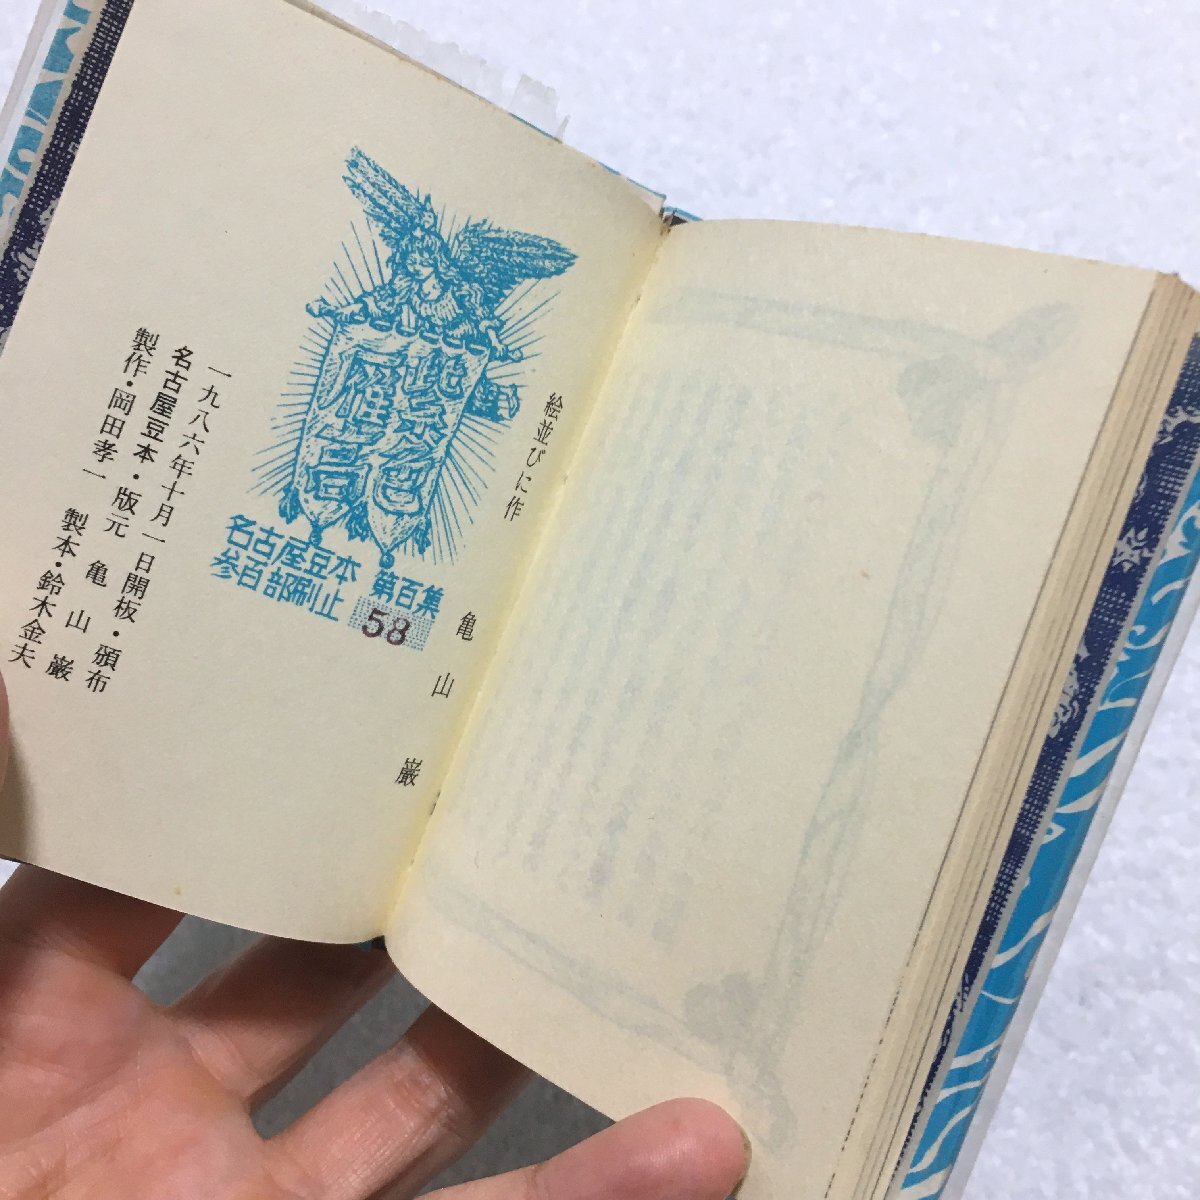 絵並びに作　亀山　巌
名古屋豆本 第百集
参百部刷止 58
一九八六年十月一日開板・頒布
名古屋豆本・版元　亀山　巌
製作・岡田孝一　製本・鈴木金夫